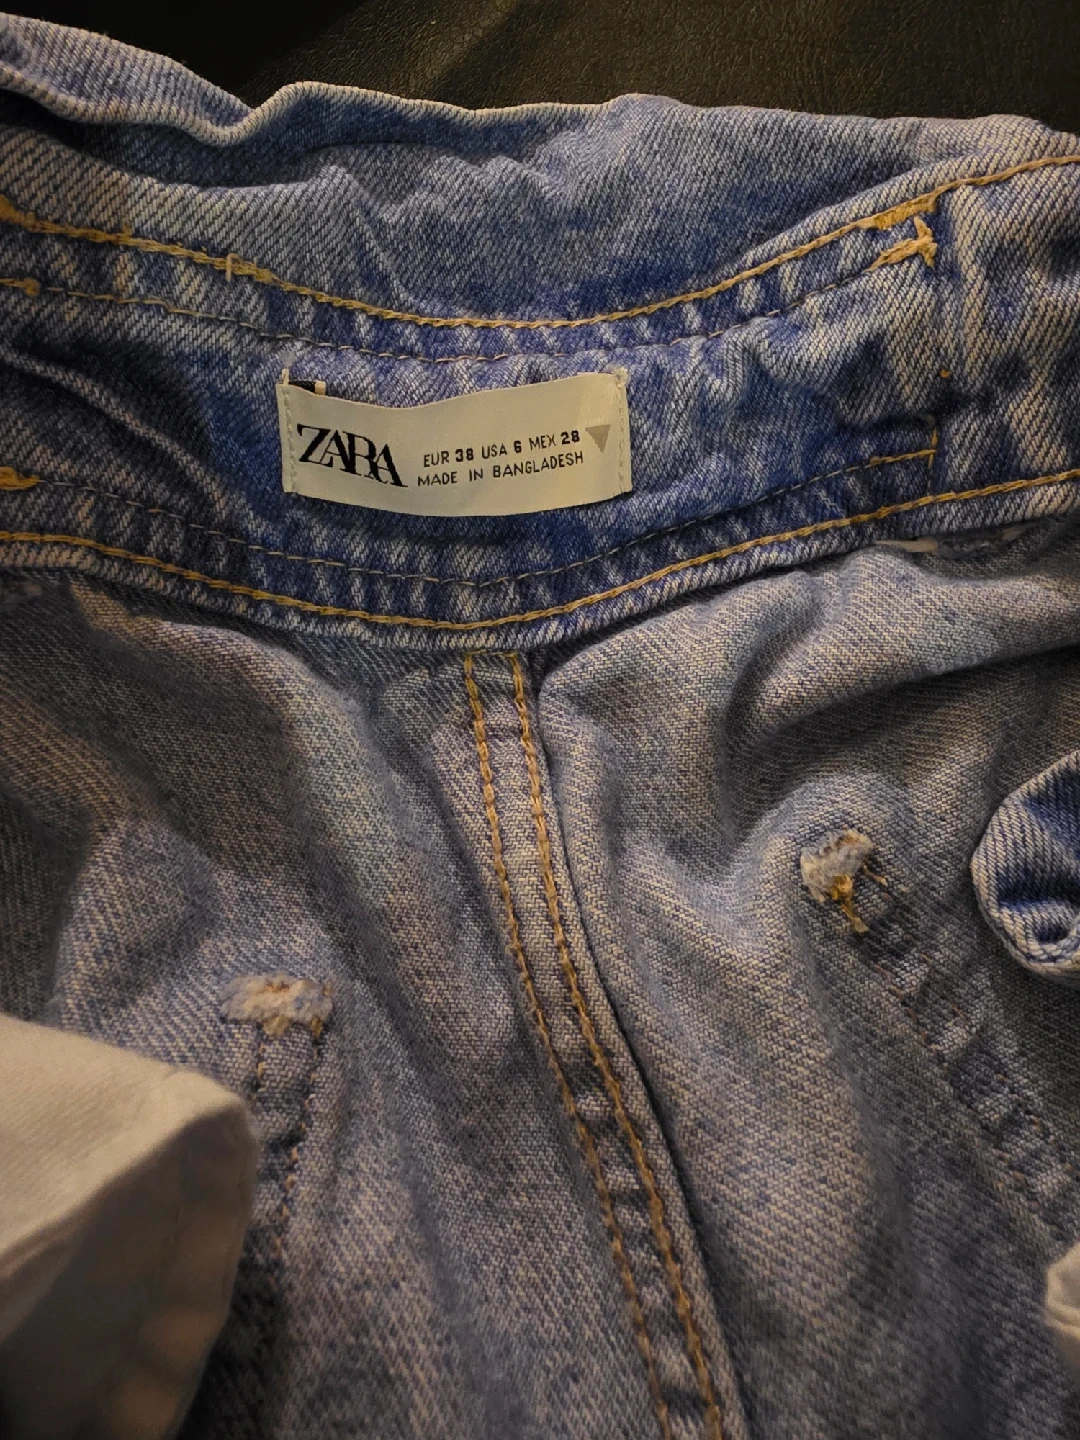 ZARA
EUR 38 USA 6 MEX 28
MADE IN BANGLADESH